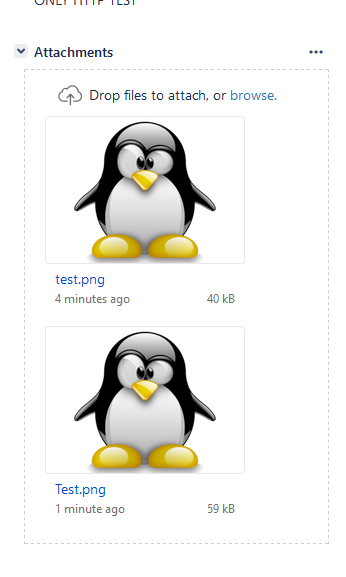 ONLY HTTP TEST
Attachments
Drop files to attach, or browse.
test.png
4 minutes ago 40 kB
Test.png
1 minute ago 59 kB